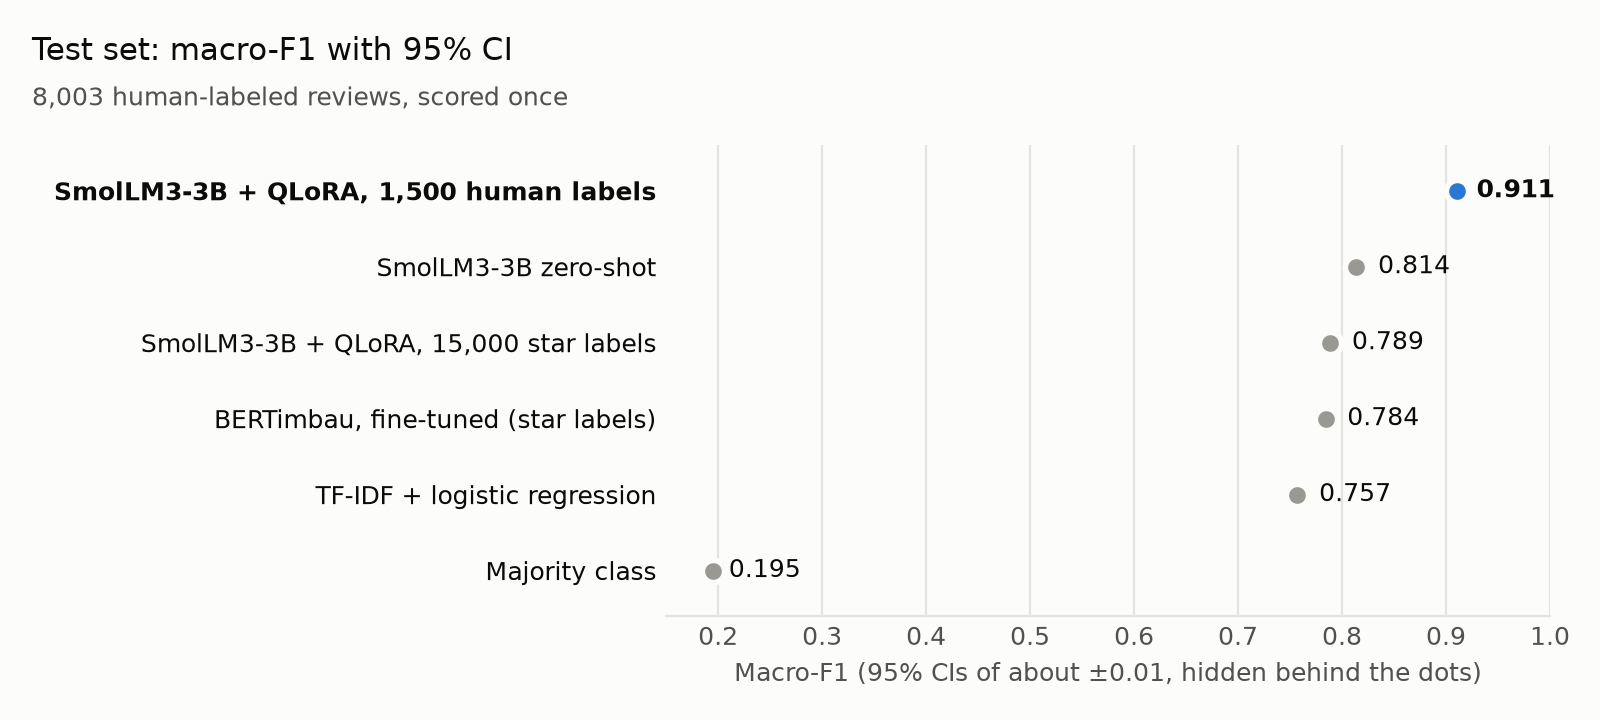 Test set: macro-F1 with 95% CI
8,003 human-labeled reviews, scored once
SmolLM3-3B + QLoRA, 1,500 human labels 0.911
SmolLM3-3B zero-shot 0.814
SmolLM3-3B + QLoRA, 15,000 star labels 0.789
BERTimbau, fine-tuned (star labels) 0.784
TF-IDF + logistic regression 0.757
Majority class 0.195
0.2 0.3 0.4 0.5 0.6 0.7 0.8 0.9 1.0
Macro-F1 (95% CIs of about ±0.01, hidden behind the dots)